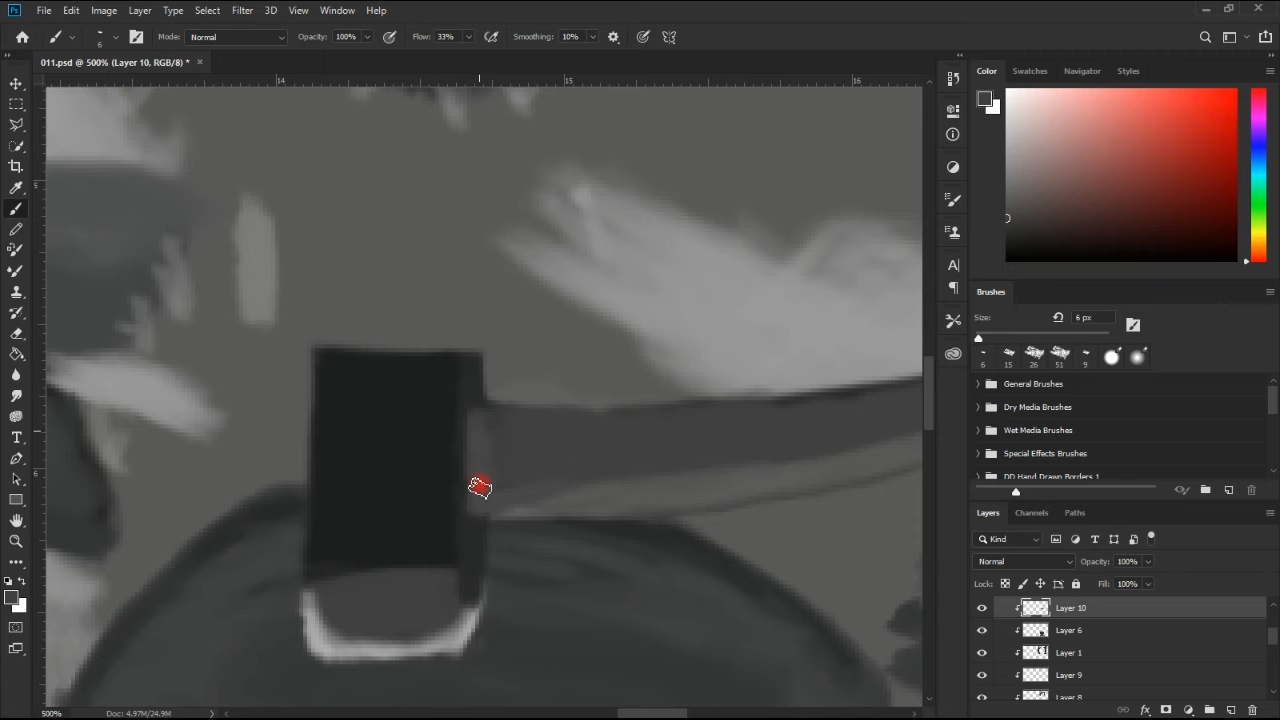 Ps File Edit Image Layer Type Select Filter 3D View Window Help
6 Mode: Normal Opacity: 100% Flow: 33% Smoothing: 10%
011.psd @ 500% (Layer 10, RGB/8) *
14 15 16
5
6
Color Swatches Navigator Styles
Brushes
Size: 6 px
6 15 26 51 9
General Brushes
Dry Media Brushes
Wet Media Brushes
Special Effects Brushes
DD Hand Drawn Borders 1
Layers Channels Paths
Kind
Normal Opacity: 100%
Lock: Fill: 100%
Layer 10
Layer 6
Layer 1
Layer 9
Layer 8
500% Doc: 4.97M/24.9M